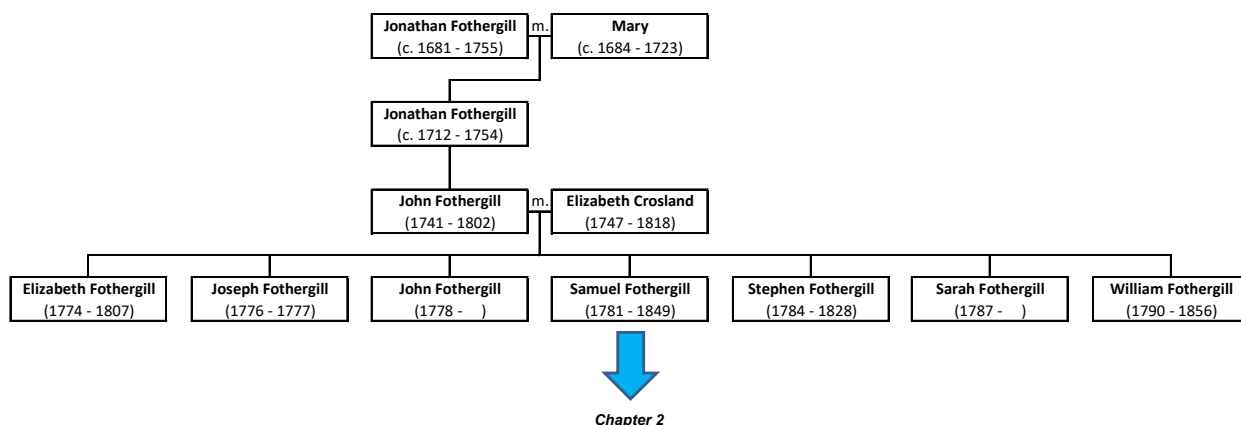 Jonathan Fothergill m. Mary
(c. 1681 - 1755) (c. 1684 - 1723)
Jonathan Fothergill
(c. 1712 - 1754)
John Fothergill m. Elizabeth Crosland
(1741 - 1802) (1747 - 1818)
Elizabeth Fothergill Joseph Fothergill John Fothergill Samuel Fothergill Stephen Fothergill Sarah Fothergill William Fothergill
(1774 - 1807) (1776 - 1777) (1778 - ) (1781 - 1849) (1784 - 1828) (1787 - ) (1790 - 1856)
Chapter 2